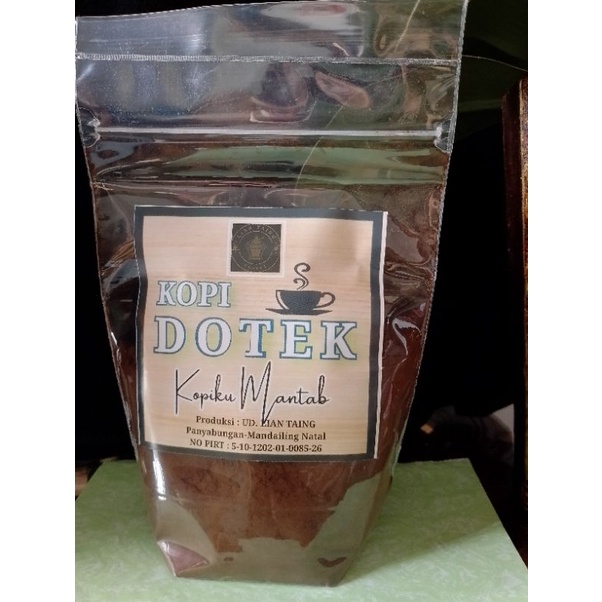 KOPI
DOTEK
Kopiku Mantab
Produksi : UD. LIAN TAING
Panyabungan-Mandailing Natal
NO PIRT : 5-10-1202-01-0085-26